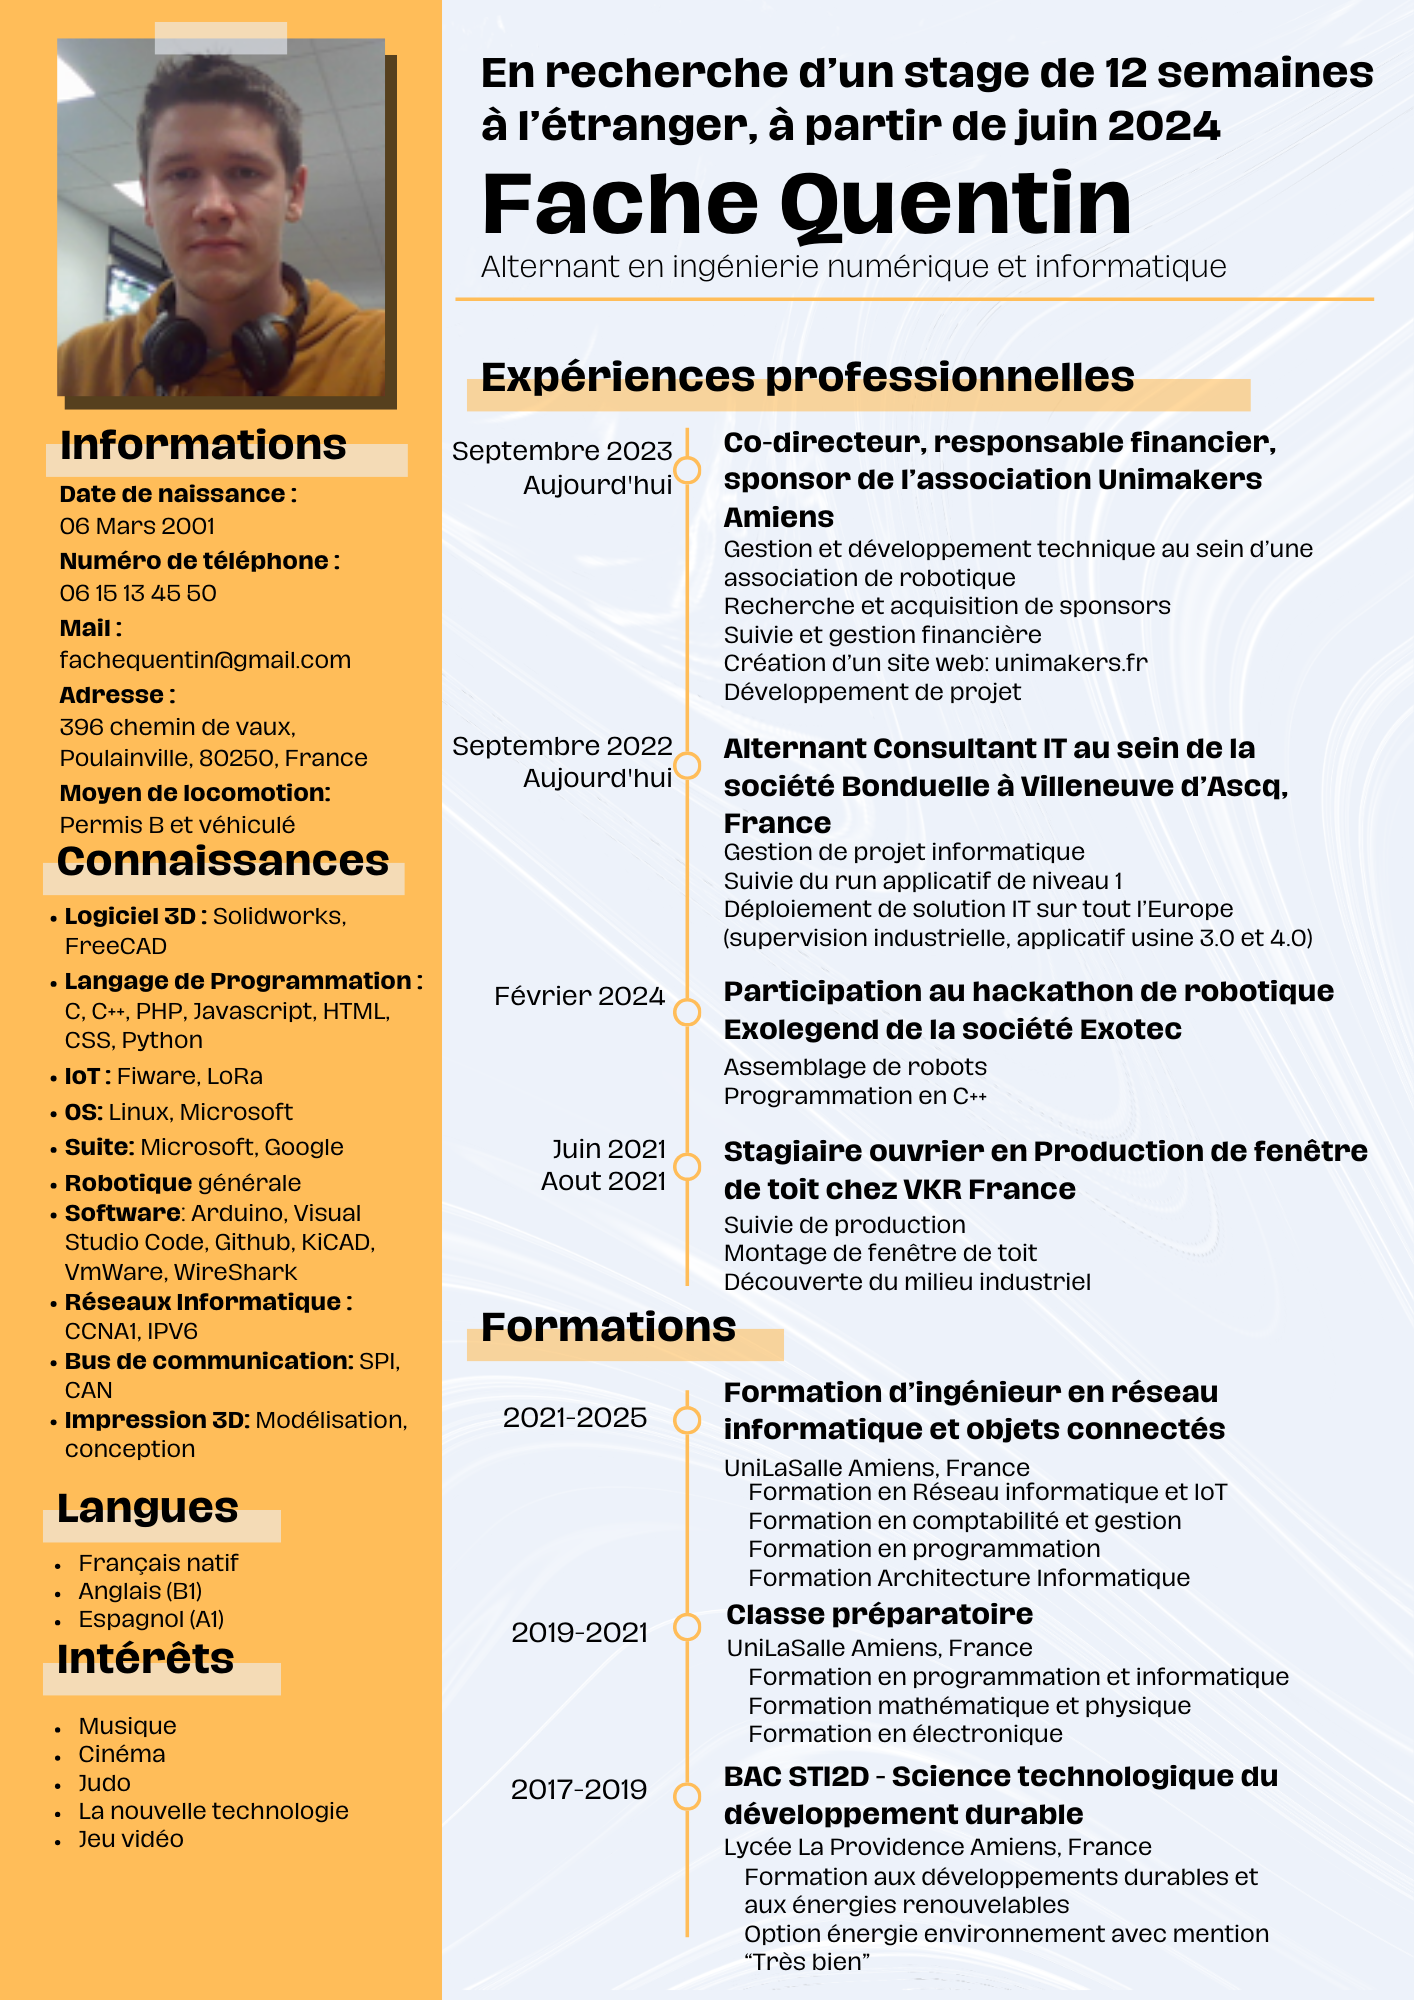 En recherche d’un stage de 12 semaines
à l’étranger, à partir de juin 2024
Fache Quentin
Alternant en ingénierie numérique et informatique
Informations
Date de naissance :
06 Mars 2001
Numéro de téléphone :
06 15 13 45 50
Mail :
fachequentin@gmail.com
Adresse :
396 chemin de vaux,
Poulainville, 80250, France
Moyen de locomotion:
Permis B et véhiculé
Connaissances
• Logiciel 3D : Solidworks,
FreeCAD
• Langage de Programmation :
C, C++, PHP, Javascript, HTML,
CSS, Python
• IoT : Fiware, LoRa
• OS: Linux, Microsoft
• Suite: Microsoft, Google
• Robotique générale
• Software: Arduino, Visual
Studio Code, Github, KiCAD,
VmWare, WireShark
• Réseaux Informatique :
CCNA1, IPV6
• Bus de communication: SPI,
CAN
• Impression 3D: Modélisation,
conception
Langues
• Français natif
• Anglais (B1)
• Espagnol (A1)
Intérêts
• Musique
• Cinéma
• Judo
• La nouvelle technologie
• Jeu vidéo
Expériences professionnelles
Septembre 2023
Aujourd'hui
Co-directeur, responsable financier,
sponsor de l’association Unimakers
Amiens
Gestion et développement technique au sein d’une
association de robotique
Recherche et acquisition de sponsors
Suivie et gestion financière
Création d’un site web: unimakers.fr
Développement de projet
Septembre 2022
Aujourd'hui
Alternant Consultant IT au sein de la
société Bonduelle à Villeneuve d’Ascq,
France
Gestion de projet informatique
Suivie du run applicatif de niveau 1
Déploiement de solution IT sur tout l’Europe
(supervision industrielle, applicatif usine 3.0 et 4.0)
Février 2024
Participation au hackathon de robotique
Exolegend de la société Exotec
Assemblage de robots
Programmation en C++
Juin 2021
Aout 2021
Stagiaire ouvrier en Production de fenêtre
de toit chez VKR France
Suivie de production
Montage de fenêtre de toit
Découverte du milieu industriel
Formations
2021-2025
Formation d’ingénieur en réseau
informatique et objets connectés
UniLaSalle Amiens, France
Formation en Réseau informatique et IoT
Formation en comptabilité et gestion
Formation en programmation
Formation Architecture Informatique
2019-2021
Classe préparatoire
UniLaSalle Amiens, France
Formation en programmation et informatique
Formation mathématique et physique
Formation en électronique
2017-2019
BAC STI2D - Science technologique du
développement durable
Lycée La Providence Amiens, France
Formation aux développements durables et
aux énergies renouvelables
Option énergie environnement avec mention
“Très bien”